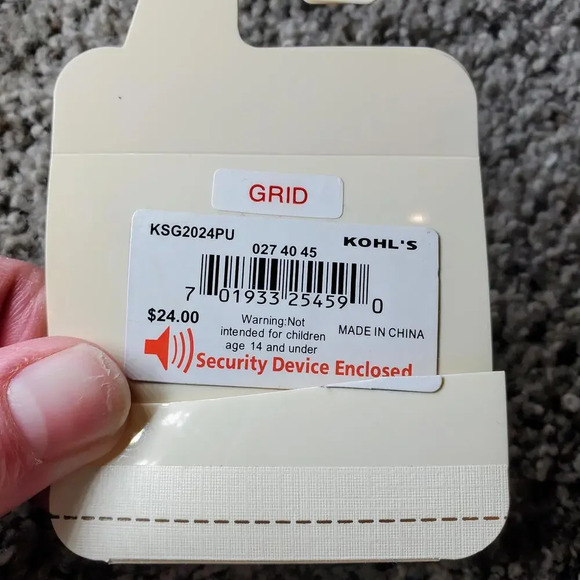 GRID
KSG2024PU
KOHL'S
027 40 45
7 01933 25459 0
$24.00
Warning:Not
intended for children
age 14 and under
MADE IN CHINA
Security Device Enclosed